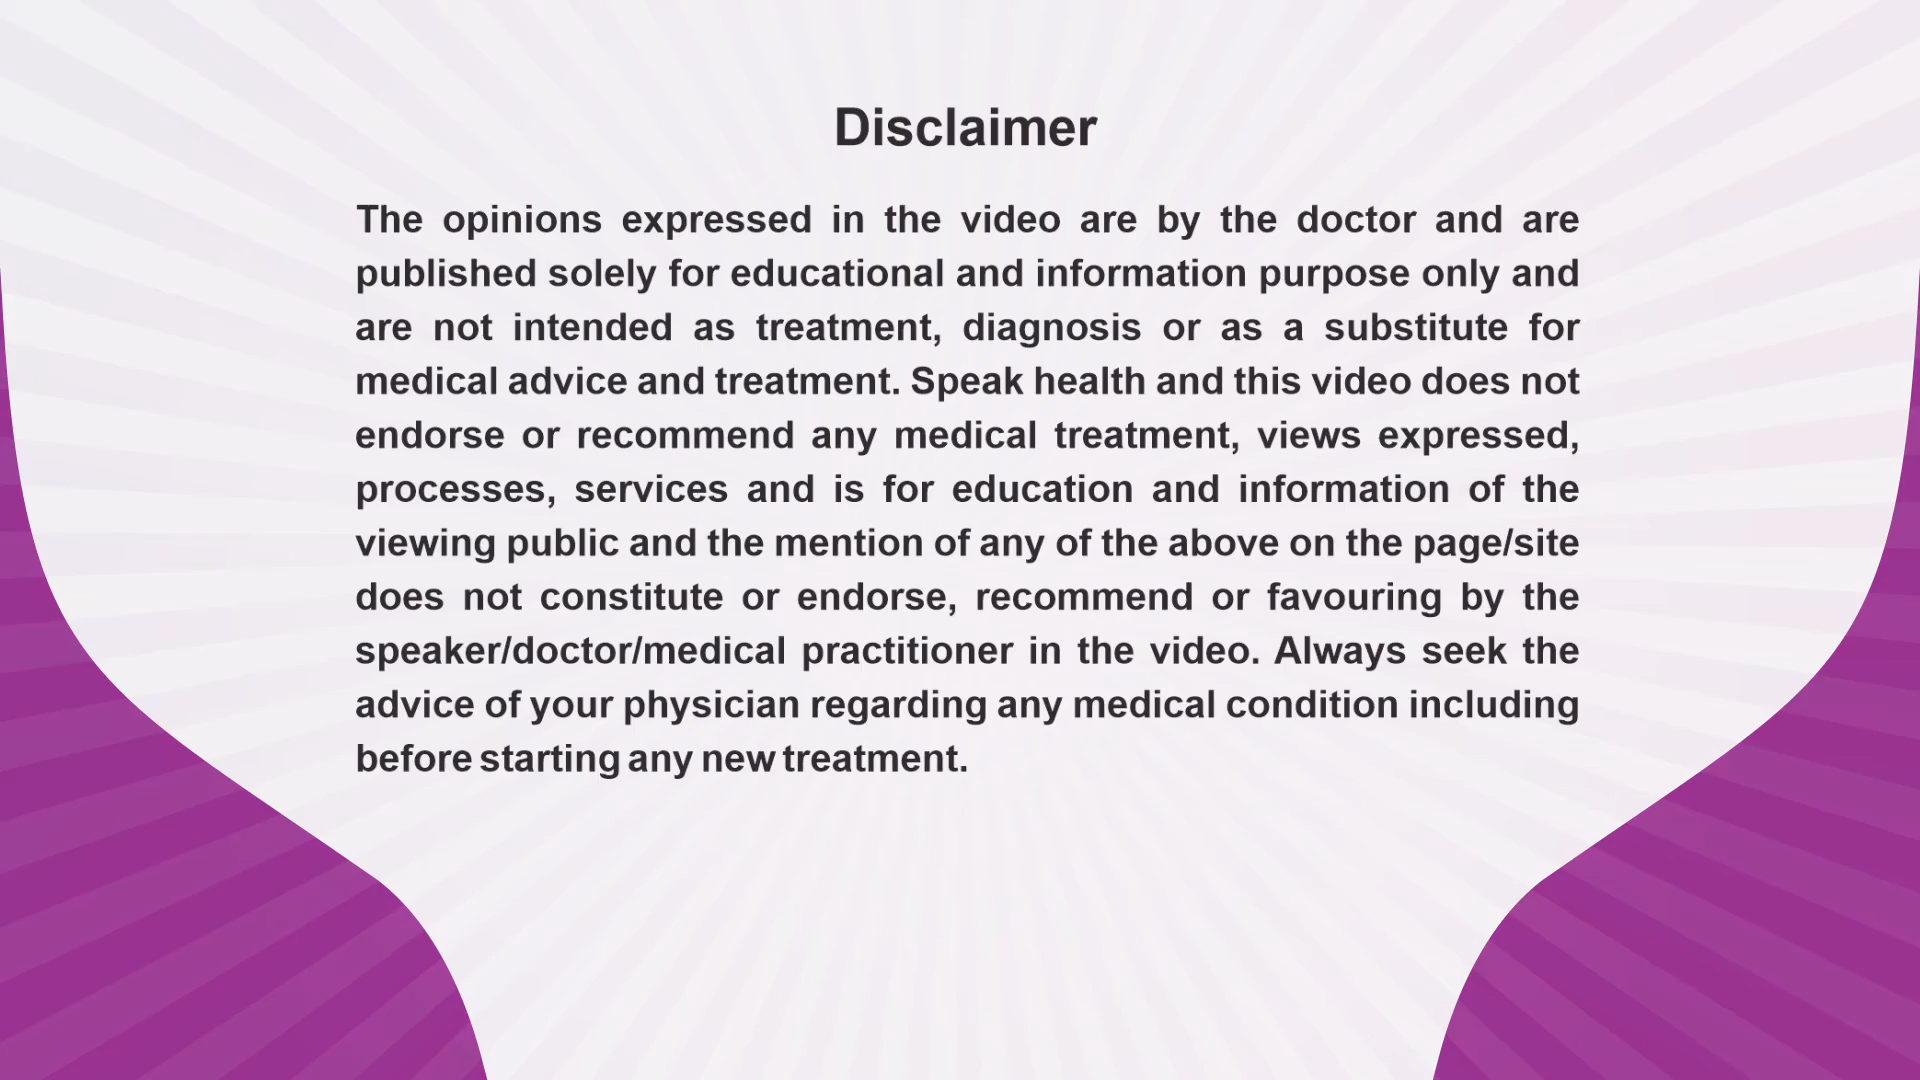 Disclaimer
The opinions expressed in the video are by the doctor and are
published solely for educational and information purpose only and
are not intended as treatment, diagnosis or as a substitute for
medical advice and treatment. Speak health and this video does not
endorse or recommend any medical treatment, views expressed,
processes, services and is for education and information of the
viewing public and the mention of any of the above on the page/site
does not constitute or endorse, recommend or favouring by the
speaker/doctor/medical practitioner in the video. Always seek the
advice of your physician regarding any medical condition including
before starting any new treatment.